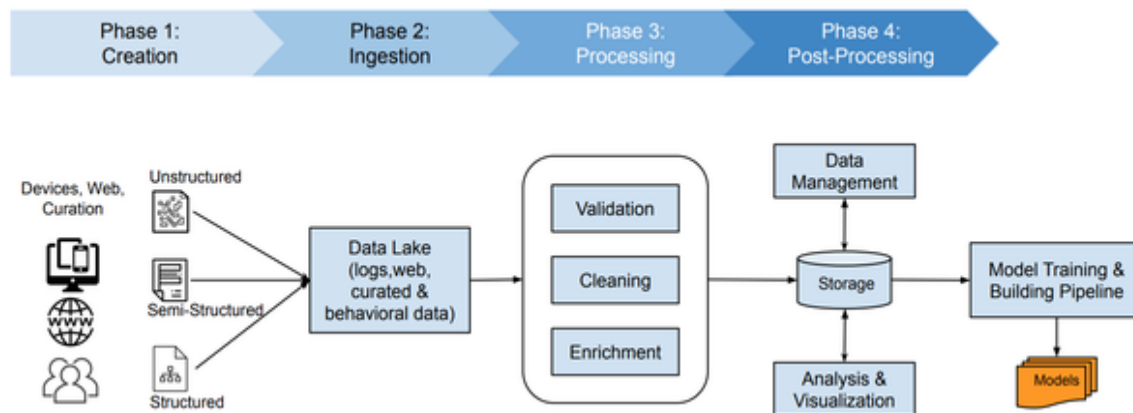 Phase 1:
Creation
Phase 2:
Ingestion
Phase 3:
Processing
Phase 4:
Post-Processing
Devices, Web,
Curation
WWW
Unstructured
Semi-Structured
Structured
Data Lake
(logs,web,
curated &
behavioral data)
Validation
Cleaning
Enrichment
Data
Management
Storage
Analysis &
Visualization
Model Training &
Building Pipeline
Models